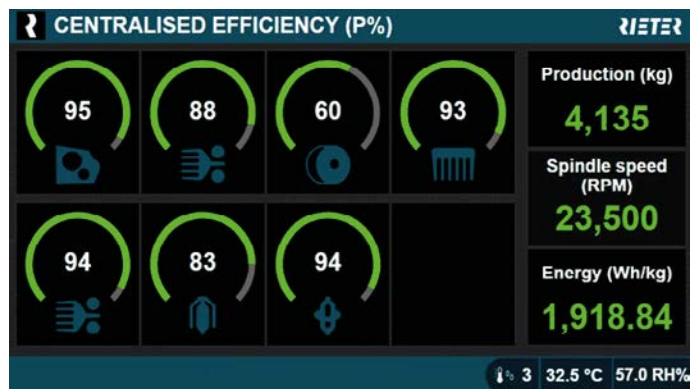 CENTRALISED EFFICIENCY (P%)
RIETER
95
88
60
93
94
83
94
Production (kg)
4,135
Spindle speed
(RPM)
23,500
Energy (Wh/kg)
1,918.84
3 32.5 °C 57.0 RH%